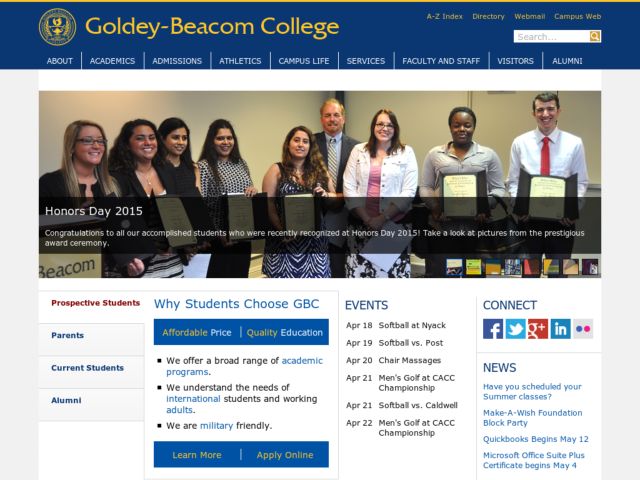 Goldey-Beacom College
A-Z Index Directory Webmail Campus Web
Search...
ABOUT ACADEMICS ADMISSIONS ATHLETICS CAMPUS LIFE SERVICES FACULTY AND STAFF VISITORS ALUMNI
Honors Day 2015
Congratulations to all our accomplished students who were recently recognized at Honors Day 2015! Take a look at pictures from the prestigious
award ceremony.
Beacom
Prospective Students
Parents
Current Students
Alumni
Why Students Choose GBC
Affordable Price Quality Education
We offer a broad range of academic
programs.
We understand the needs of
international students and working
adults.
We are military friendly.
Learn More Apply Online
EVENTS
Apr 18 Softball at Nyack
Apr 19 Softball vs. Post
Apr 20 Chair Massages
Apr 21 Men's Golf at CACC
Championship
Apr 21 Softball vs. Caldwell
Apr 22 Men's Golf at CACC
Championship
CONNECT
NEWS
Have you scheduled your
Summer classes?
Make-A-Wish Foundation
Block Party
Quickbooks Begins May 12
Microsoft Office Suite Plus
Certificate begins May 4